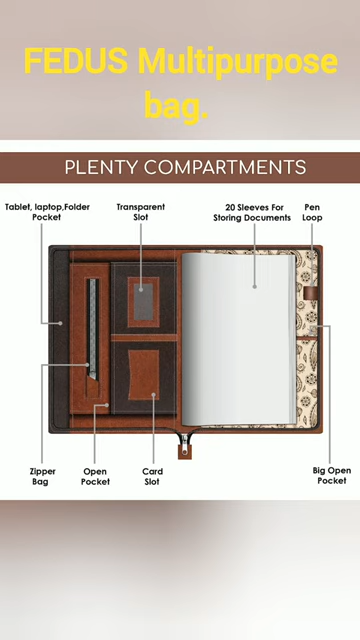 FEDUS Multipurpose
bag.
PLENTY COMPARTMENTS
Tablet, laptop,Folder
Pocket
Transparent
Slot
20 Sleeves For
Storing Documents
Pen
Loop
Zipper
Bag
Open
Pocket
Card
Slot
Big Open
Pocket